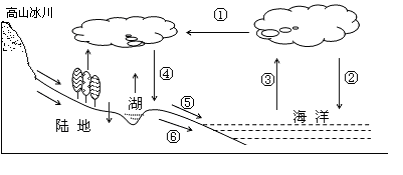 高山冰川
①
④
③
②
⑤
湖
海 洋
陆 地
⑥